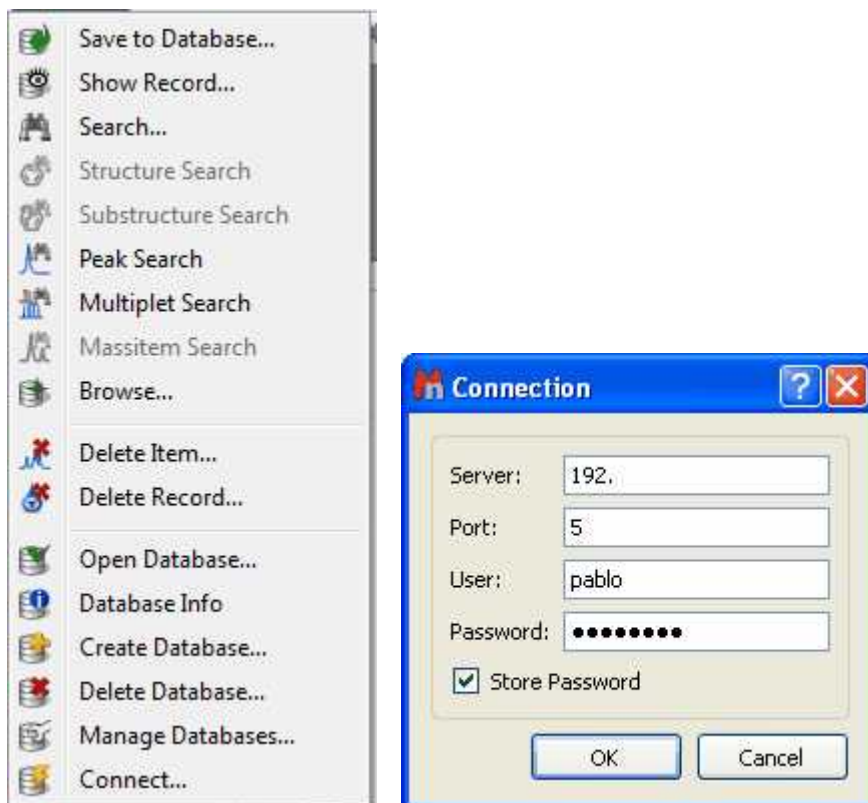 Save to Database...
Show Record...
Search...
Structure Search
Substructure Search
Peak Search
Multiplet Search
Massitem Search
Browse...
Delete Item...
Delete Record...
Open Database...
Database Info
Create Database...
Delete Database...
Manage Databases...
Connect...
Connection
Server: 192.
Port: 5
User: pablo
Password: ●●●●●●●●
Store Password
OK Cancel